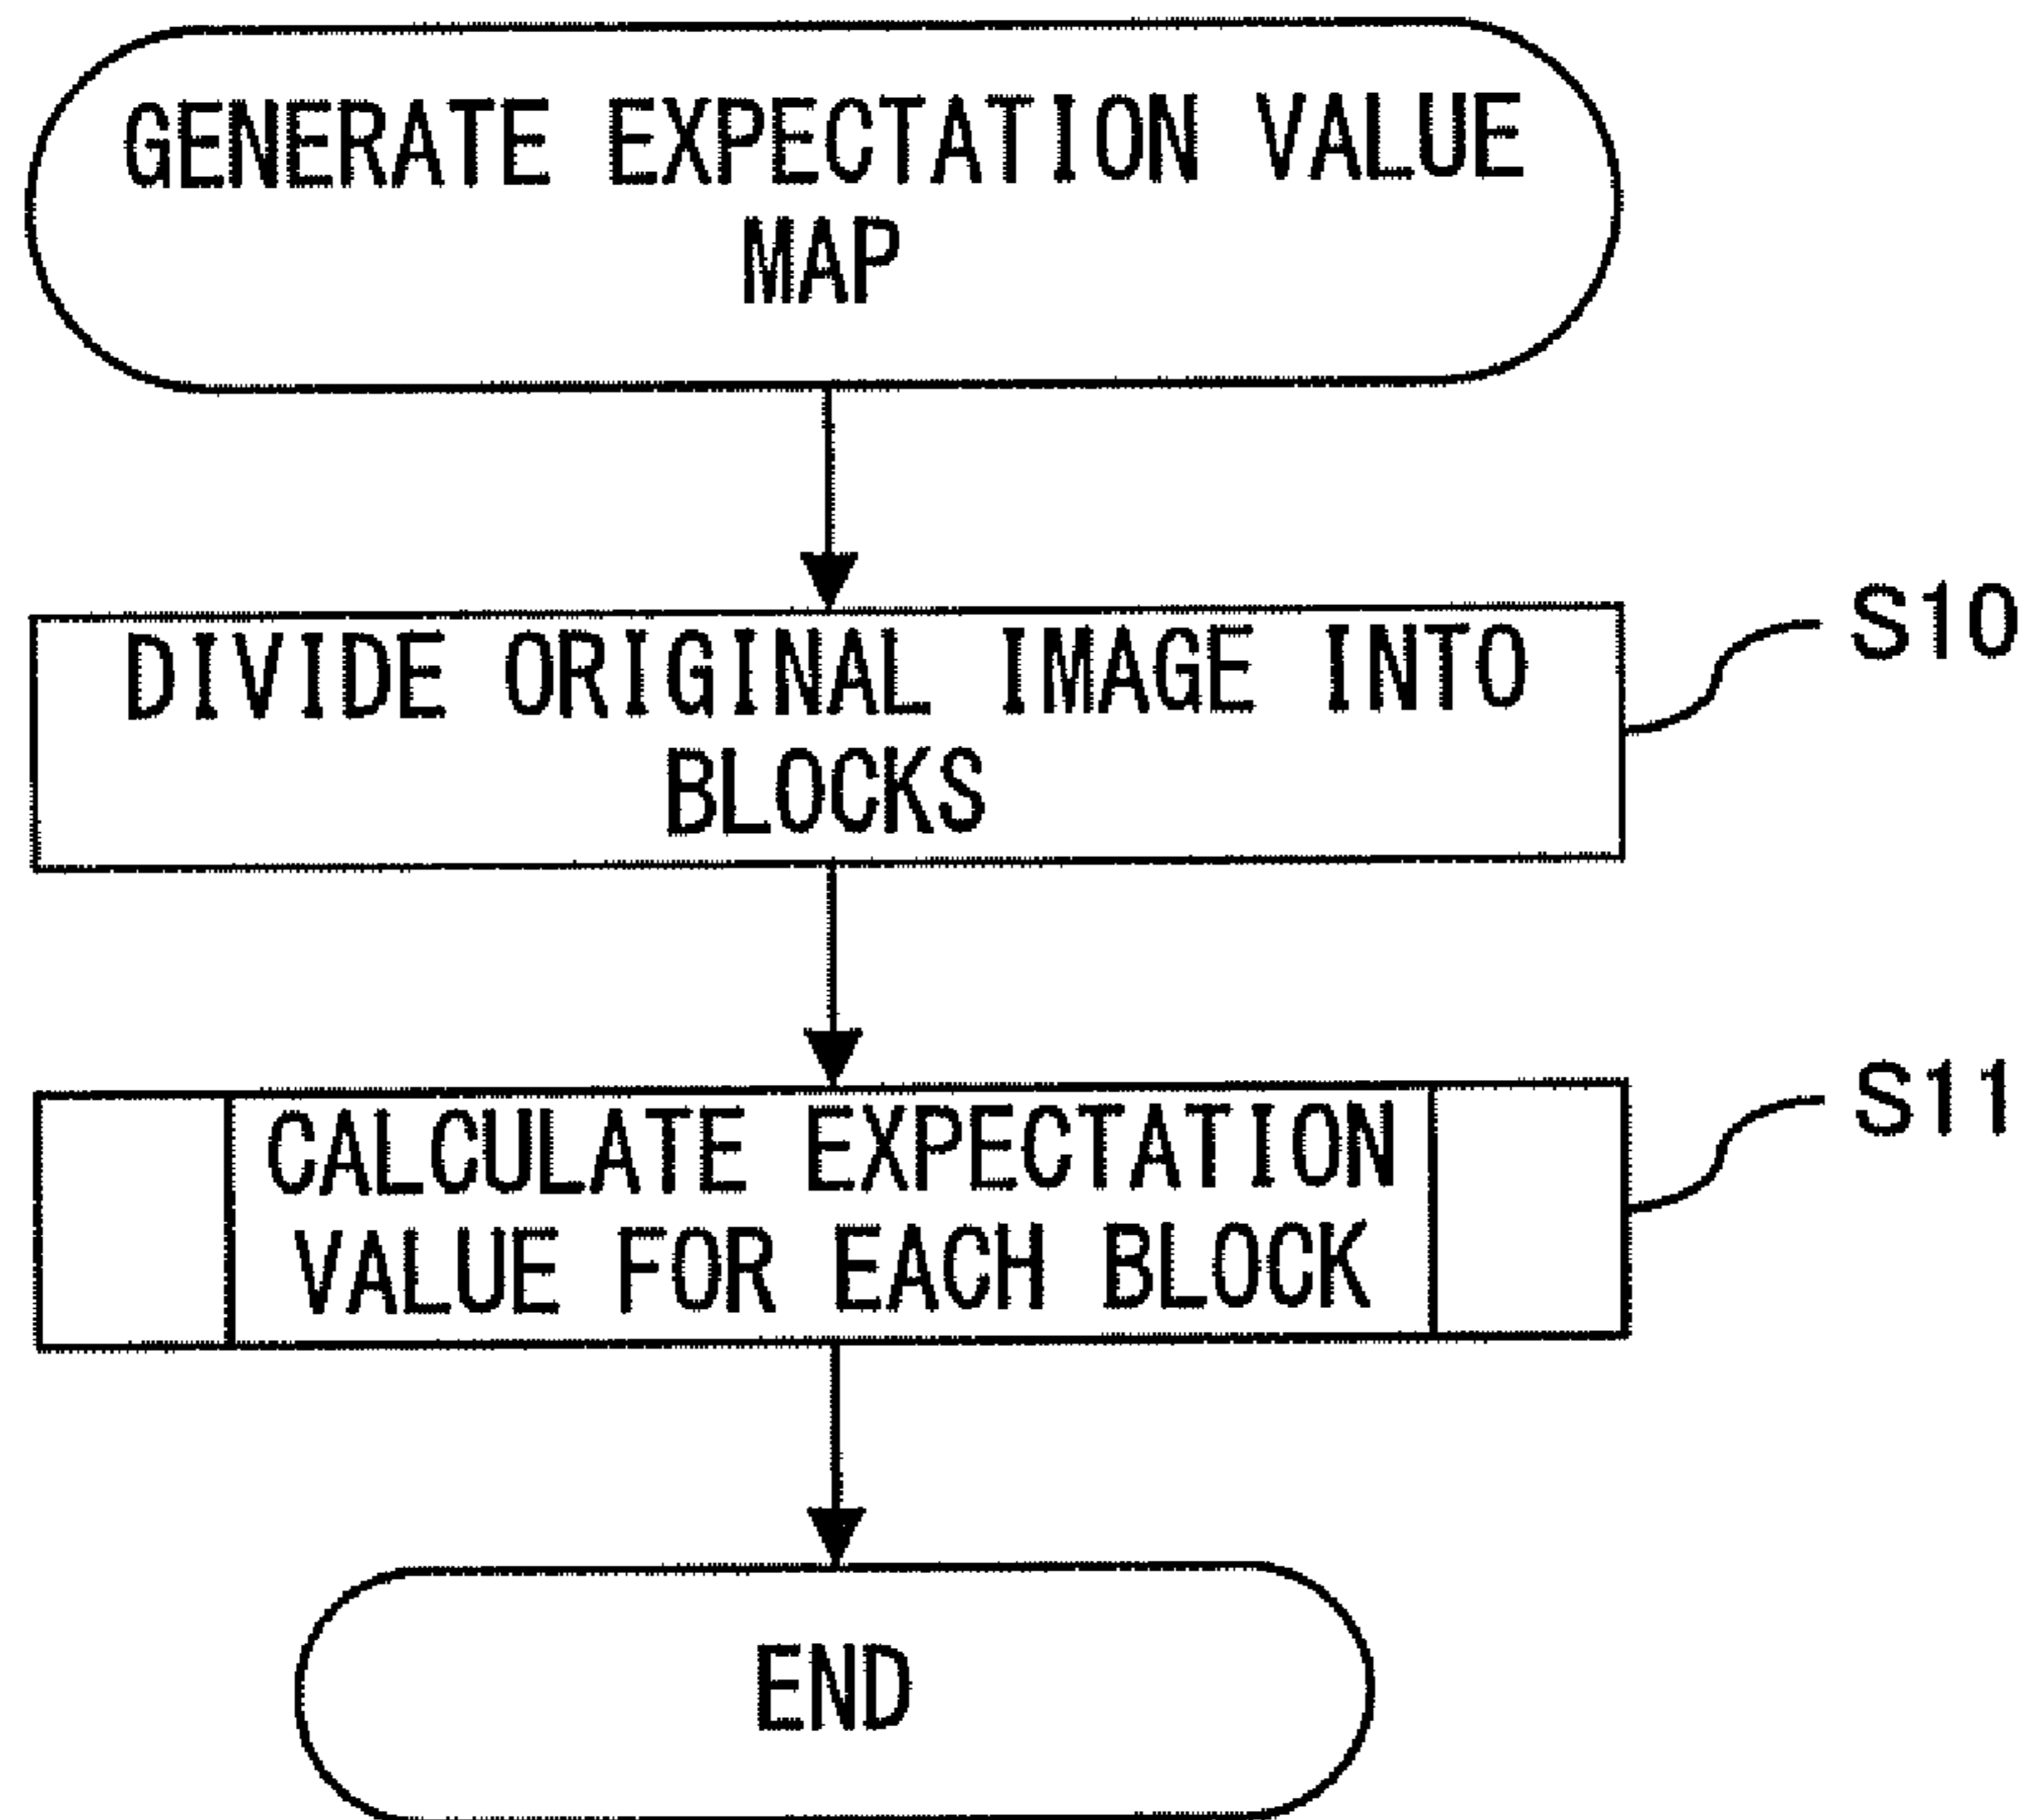 GENERATE EXPECTATION VALUE
MAP
DIVIDE ORIGINAL IMAGE INTO
BLOCKS
S10
CALCULATE EXPECTATION
VALUE FOR EACH BLOCK
S11
END